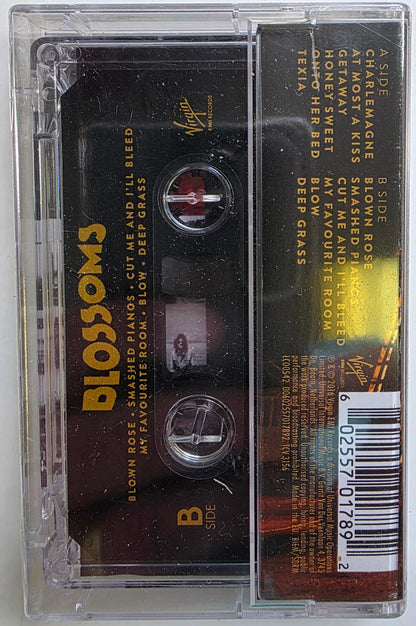 BLOSSOMS
BLOWN ROSE • SMASHED PIANOS • CUT ME AND I'LL BLEED
MY FAVOURITE ROOM • BLOW • DEEP GRASS
B
SIDE
Virgin
EMI RECORDS
A SIDE
CHARLEMAGNE
AT MOST A KISS
GETAWAY
HONEY SWEET
ONTO HER BED
TEXIA
B SIDE
BLOWN ROSE
SMASHED PIANOS
CUT ME AND I'LL BLEED
MY FAVOURITE ROOM
BLOW
DEEP GRASS
Virgin
6 02557 01789 2